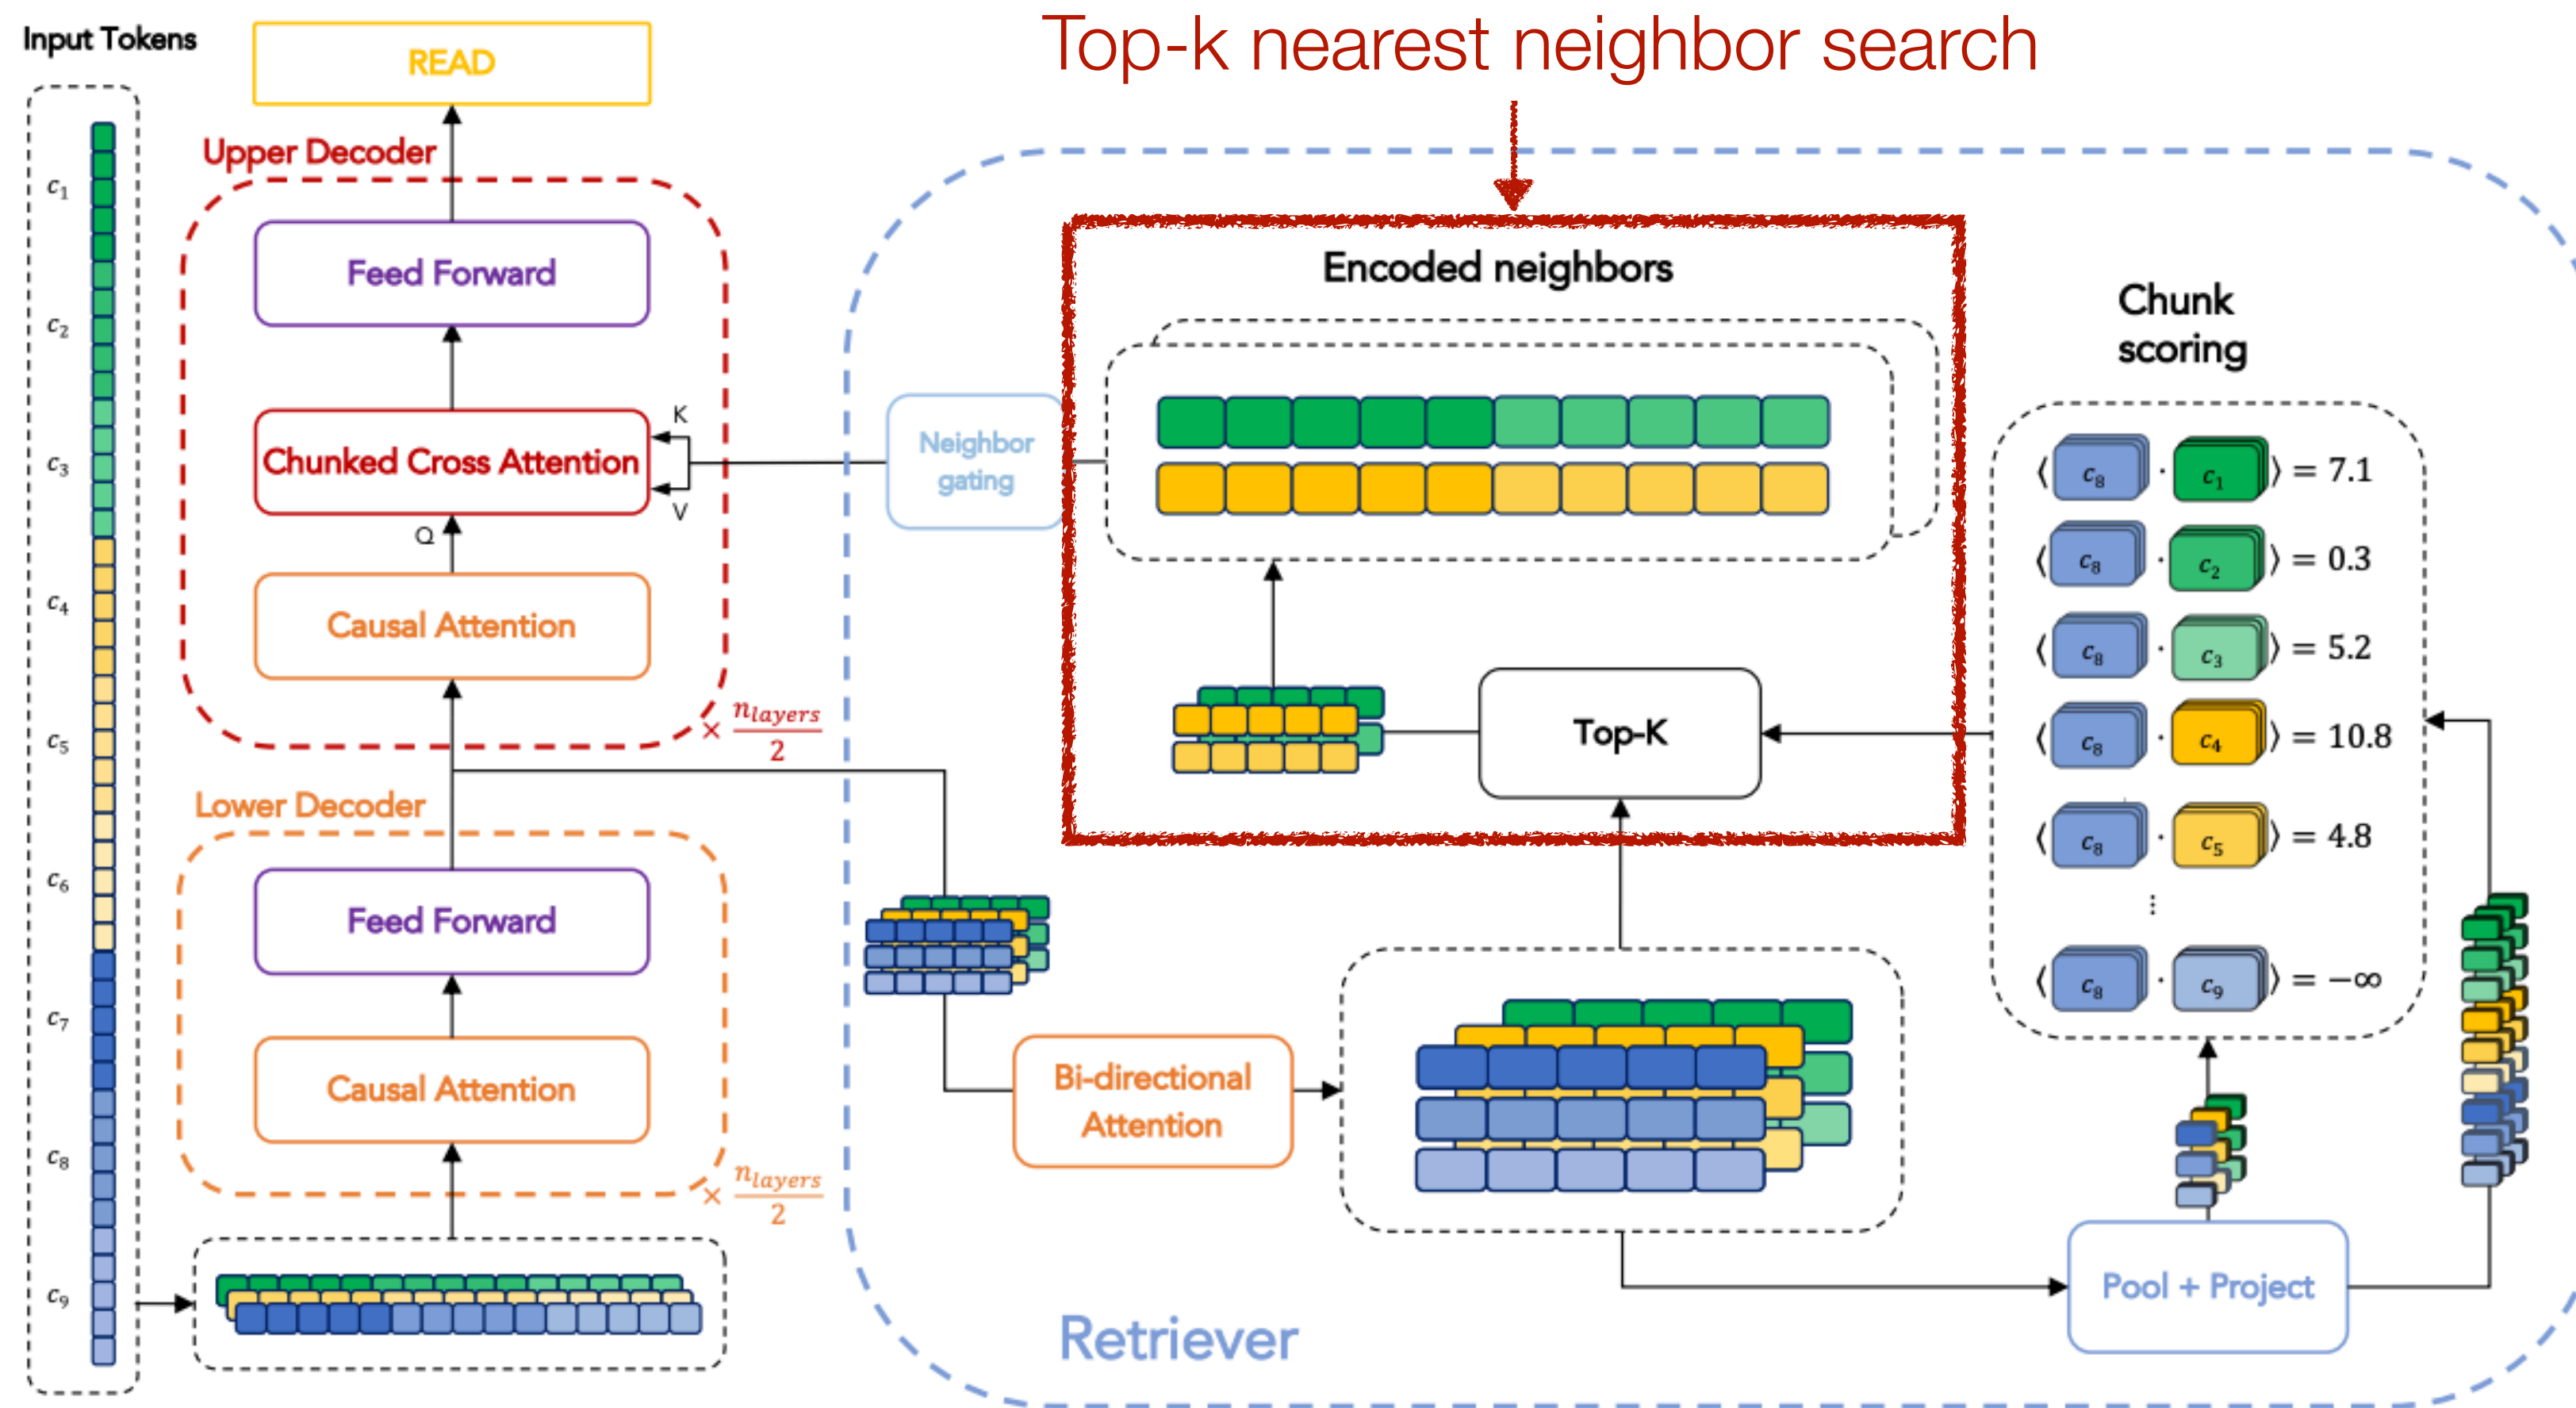 Input Tokens
c1
c2
c3
c4
c5
c6
c7
c8
c9
READ
Upper Decoder
Feed Forward
Chunked Cross Attention
K
V
Q
Causal Attention
× n_layers / 2
Lower Decoder
Feed Forward
Causal Attention
× n_layers / 2
Top-k nearest neighbor search
Encoded neighbors
Neighbor
gating
Top-K
Bi-directional
Attention
Retriever
Chunk
scoring
⟨ c8 · c1 ⟩ = 7.1
⟨ c8 · c2 ⟩ = 0.3
⟨ c8 · c3 ⟩ = 5.2
⟨ c8 · c4 ⟩ = 10.8
⟨ c8 · c5 ⟩ = 4.8
⋮
⟨ c8 · c9 ⟩ = −∞
Pool + Project